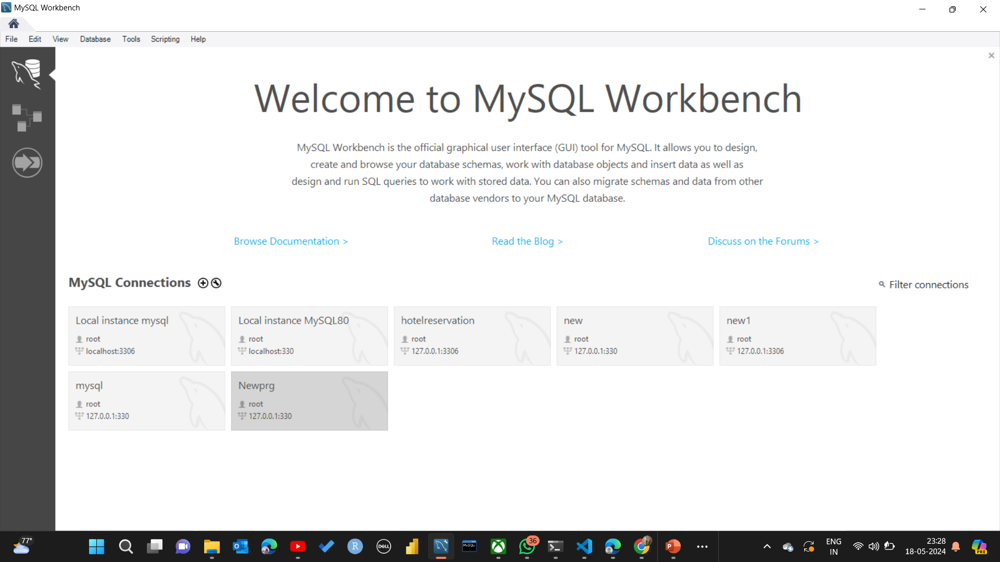 MySQL Workbench
File Edit View Database Tools Scripting Help
Welcome to MySQL Workbench
MySQL Workbench is the official graphical user interface (GUI) tool for MySQL. It allows you to design,
create and browse your database schemas, work with database objects and insert data as well as
design and run SQL queries to work with stored data. You can also migrate schemas and data from other
database vendors to your MySQL database.
Browse Documentation > Read the Blog > Discuss on the Forums >
MySQL Connections
Filter connections
Local instance mysql
root
localhost:3306
Local instance MySQL80
root
localhost:330
hotelreservation
root
127.0.0.1:3306
new
root
127.0.0.1:330
new1
root
127.0.0.1:3306
mysql
root
127.0.0.1:330
Newprg
root
127.0.0.1:330
77°
R
DELL
MySQL
36
P
ENG
IN
23:28
18-05-2024
PRE